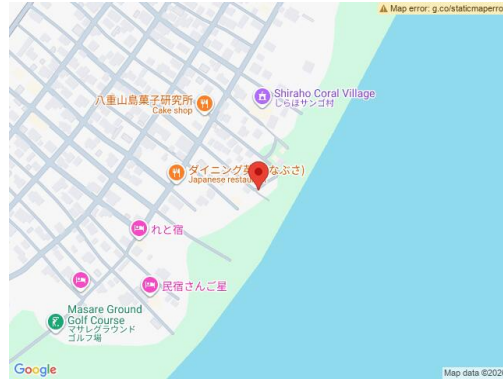 Map error: g.co/staticmaperro
八重山島菓子研究所
Cake shop
Shiraho Coral Village
しらほサンゴ村
ダイニング
なぶさ)
Japanese restau
れと宿
民宿さんご星
Masare Ground
Golf Course
マサレグラウンド
ゴルフ場
Google
Map data ©202